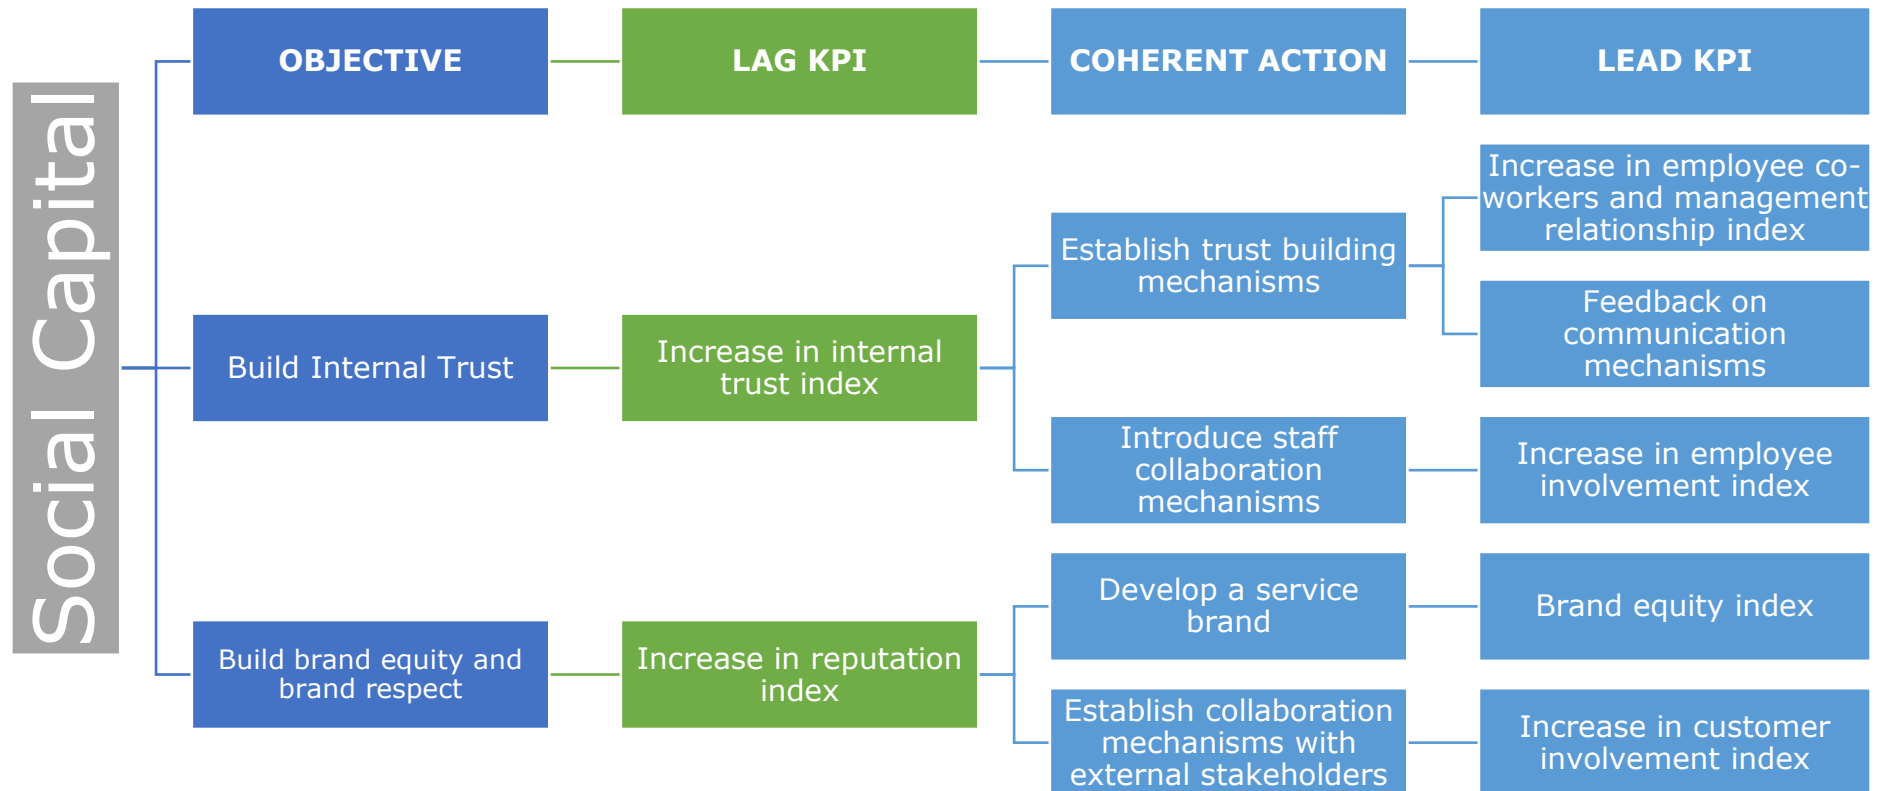 Social Capital
OBJECTIVE
LAG KPI
COHERENT ACTION
LEAD KPI
Build Internal Trust
Increase in internal
trust index
Establish trust building
mechanisms
Increase in employee co-
workers and management
relationship index
Feedback on
communication
mechanisms
Introduce staff
collaboration
mechanisms
Increase in employee
involvement index
Build brand equity and
brand respect
Increase in reputation
index
Develop a service
brand
Brand equity index
Establish collaboration
mechanisms with
external stakeholders
Increase in customer
involvement index